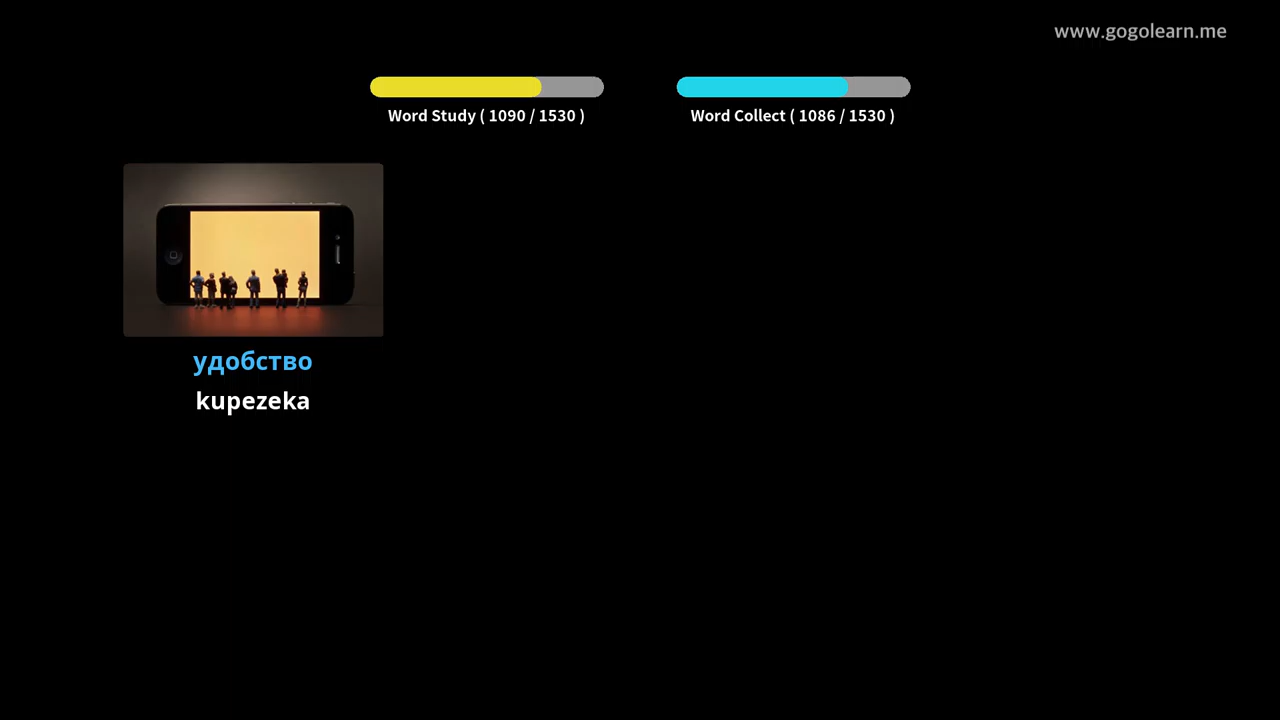 www.gogolearn.me
Word Study ( 1090 / 1530 )
Word Collect ( 1086 / 1530 )
удобство
kupezeka